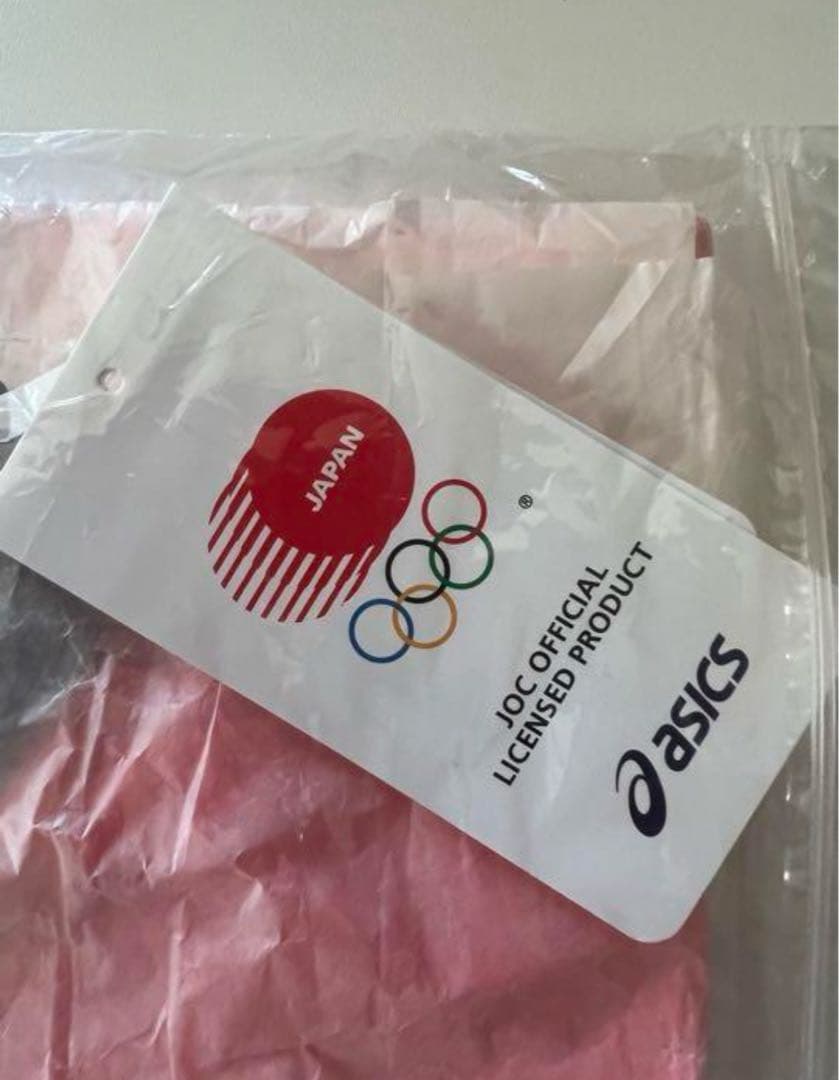 JAPAN
®
JOC OFFICIAL
LICENSED PRODUCT
asics